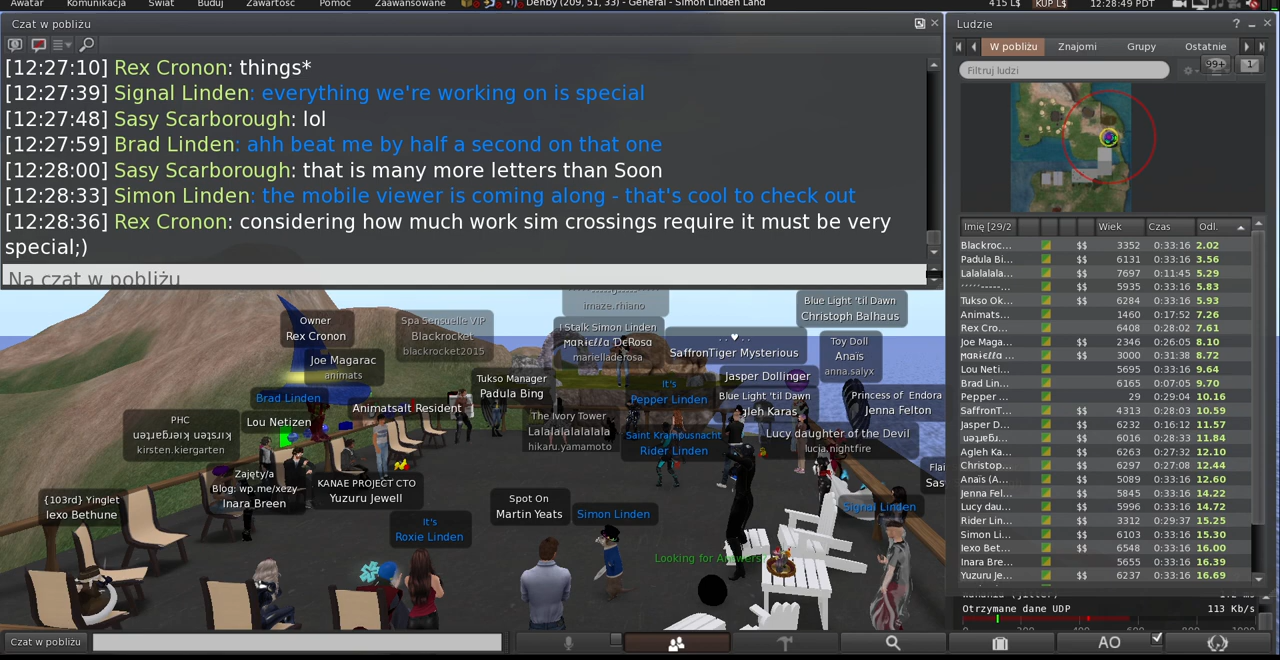 Awatar Komunikacja Świat Buduj Zawartość Pomoc Zaawansowane Denby (209, 51, 33) - General - Simon Linden Land 415 L$ KUP L$ 12:28:49 PDT
Czat w pobliżu
[12:27:10] Rex Cronon: things*
[12:27:39] Signal Linden: everything we're working on is special
[12:27:48] Sasy Scarborough: lol
[12:27:59] Brad Linden: ahh beat me by half a second on that one
[12:28:00] Sasy Scarborough: that is many more letters than Soon
[12:28:33] Simon Linden: the mobile viewer is coming along - that's cool to check out
[12:28:36] Rex Cronon: considering how much work sim crossings require it must be very
special;)
Na czat w pobliżu
imaze.rhiano
Blue Light 'til Dawn
Christoph Balhaus
Owner
Rex Cronon
Spa Sensuelle VIP
Blackrocket
blackrocket2015
I Stalk Simon Linden
marielladerosa
SaffronTiger Mysterious
Toy Doll
Anaïs
anna.salyx
Joe Magarac
animats
Tukso Manager
Padula Bing
It's
Pepper Linden
Jasper Dollinger
Brad Linden
Animatsalt Resident
Blue Light 'til Dawn
gleh Karas
Princess of Endora
Jenna Felton
PHC
kirsten.kiergarten
Lou Netizen
The Ivory Tower
Lalalalalalalala
hikaru.yamamoto
Saint Krampusnacht
Rider Linden
Lucy daughter of the Devil
lucia.nightfire
Zajęty/a
Blog: wp.me/xezy
Inara Breen
KANAE PROJECT CTO
Yuzuru Jewell
Flai
Sas
{103rd} Yinglet
Iexo Bethune
Spot On
Martin Yeats
Simon Linden
Signal Linden
It's
Roxie Linden
Looking for Answers
Czat w pobliżu
Ludzie
W pobliżu Znajomi Grupy Ostatnie
Filtruj ludzi 99+ 1
Imię [29/2 Wiek Czas Odl.
Blackroc... $$ 3352 0:33:16 2.02
Padula Bi... $$ 6131 0:33:16 3.56
Lalalalala... $$ 7697 0:11:45 5.29
$$ 5935 0:33:16 5.83
Tukso Ok... $$ 6284 0:33:16 5.93
Animats... 1460 0:17:52 7.26
Rex Cro... $$ 6408 0:28:02 7.61
Joe Maga... $$ 2346 0:26:05 8.10
$$ 3000 0:31:38 8.72
Lou Neti... $$ 5695 0:33:16 9.64
Brad Lin... $$ 6165 0:07:05 9.70
Pepper ... 29 0:29:04 10.16
SaffronT... $$ 4313 0:28:03 10.59
Jasper D... $$ 6232 0:16:12 11.57
$$ 6016 0:28:33 11.84
Agleh Ka... $$ 6263 0:27:32 12.10
Christop... $$ 6297 0:27:08 12.44
Anaïs (A... $$ 5089 0:33:16 12.60
Jenna Fel... $$ 5845 0:33:16 14.22
Lucy dau... $$ 5996 0:33:16 14.72
Rider Lin... $$ 3312 0:29:37 15.25
Simon Li... $$ 6103 0:33:16 15.30
Iexo Bet... $$ 6548 0:33:16 16.00
Inara Bre... 5655 0:33:16 16.39
Yuzuru Je... $$ 6237 0:33:16 16.69
Otrzymane dane UDP 113 Kb/s
AO